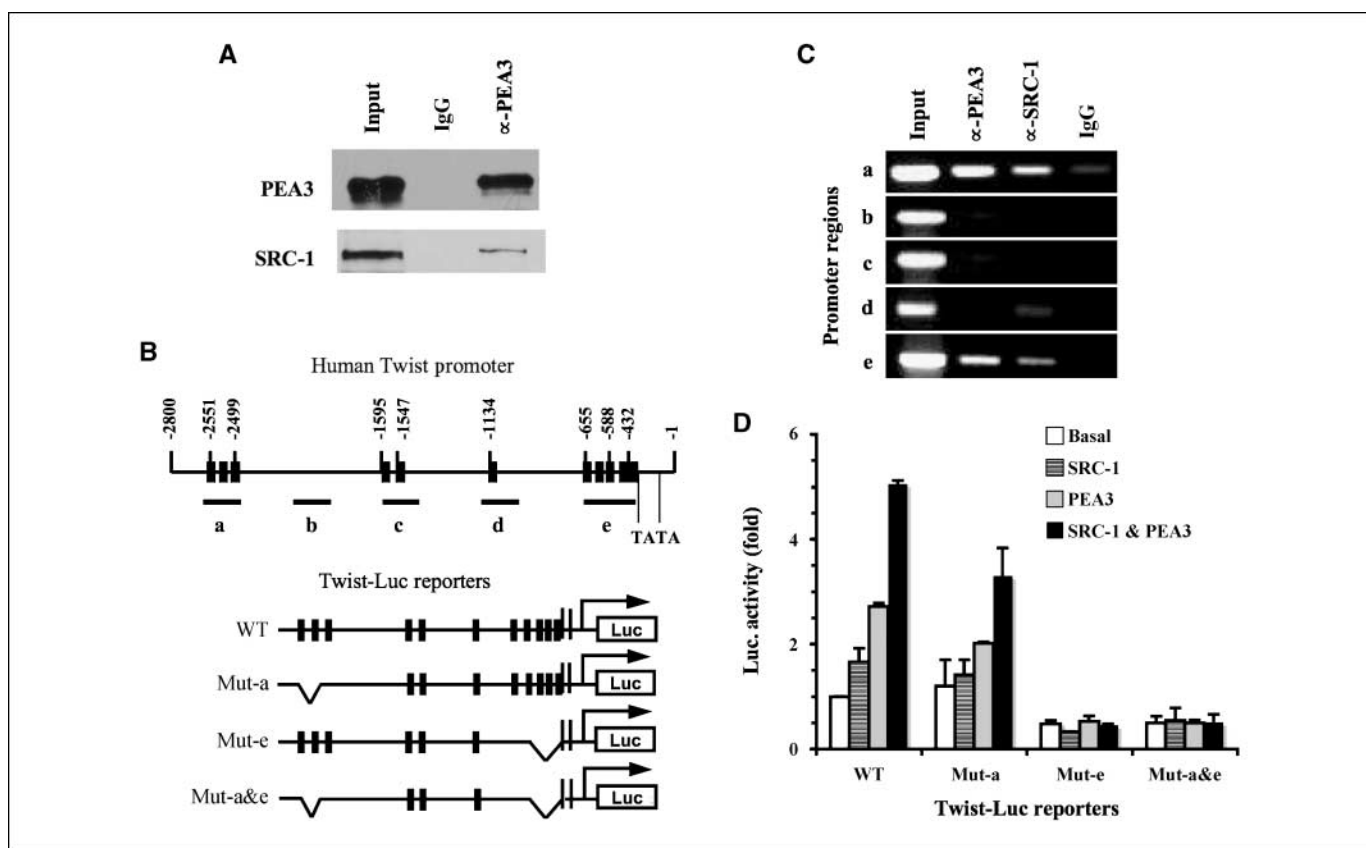 A
Input
IgG
α-PEA3
PEA3
SRC-1
B
Human Twist promoter
-2800
-2551
-2499
-1595
-1547
-1134
-655
-588
-432
-1
a
b
c
d
e
TATA
Twist-Luc reporters
WT
Luc
Mut-a
Luc
Mut-e
Luc
Mut-a&e
Luc
C
Input
α-PEA3
α-SRC-1
IgG
Promoter regions
a
b
c
d
e
D
Luc. activity (fold)
6
4
2
0
Basal
SRC-1
PEA3
SRC-1 & PEA3
WT
Mut-a
Mut-e
Mut-a&e
Twist-Luc reporters